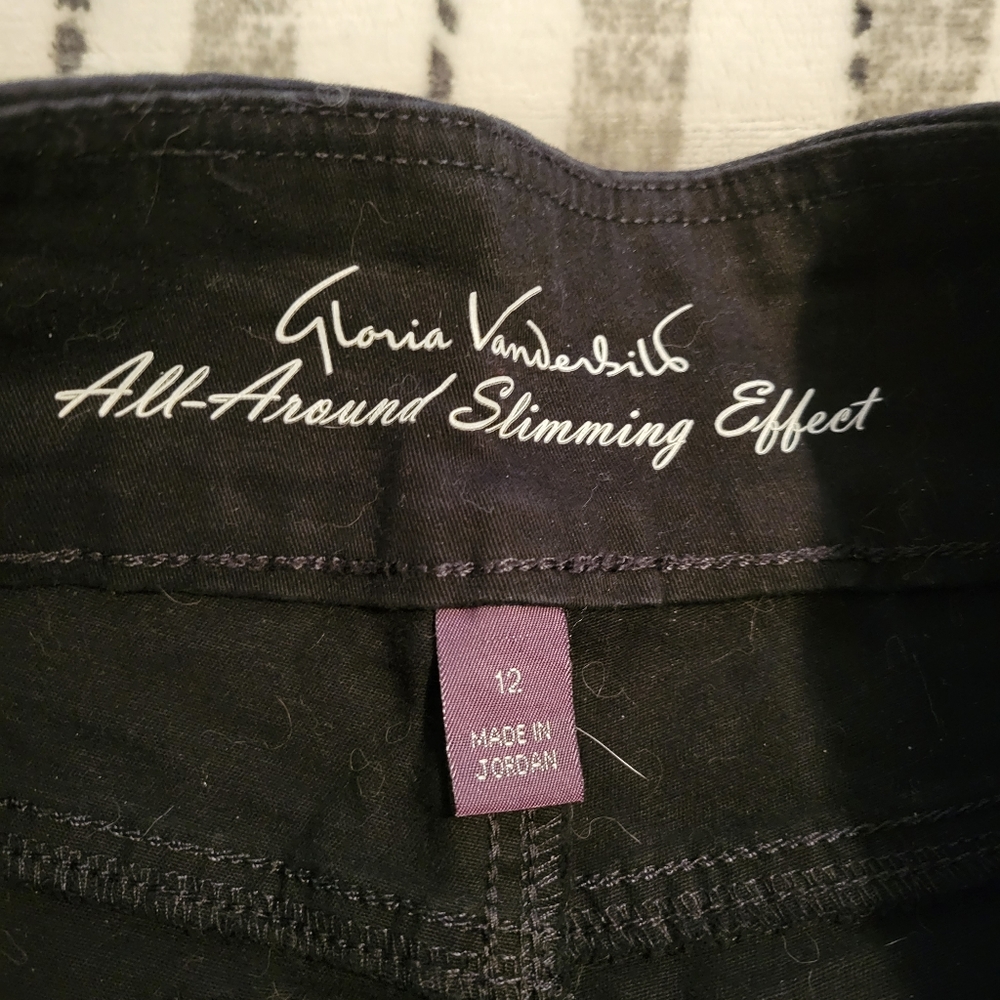 Gloria Vanderbilt
All-Around Slimming Effect
12
MADE IN
JORDAN